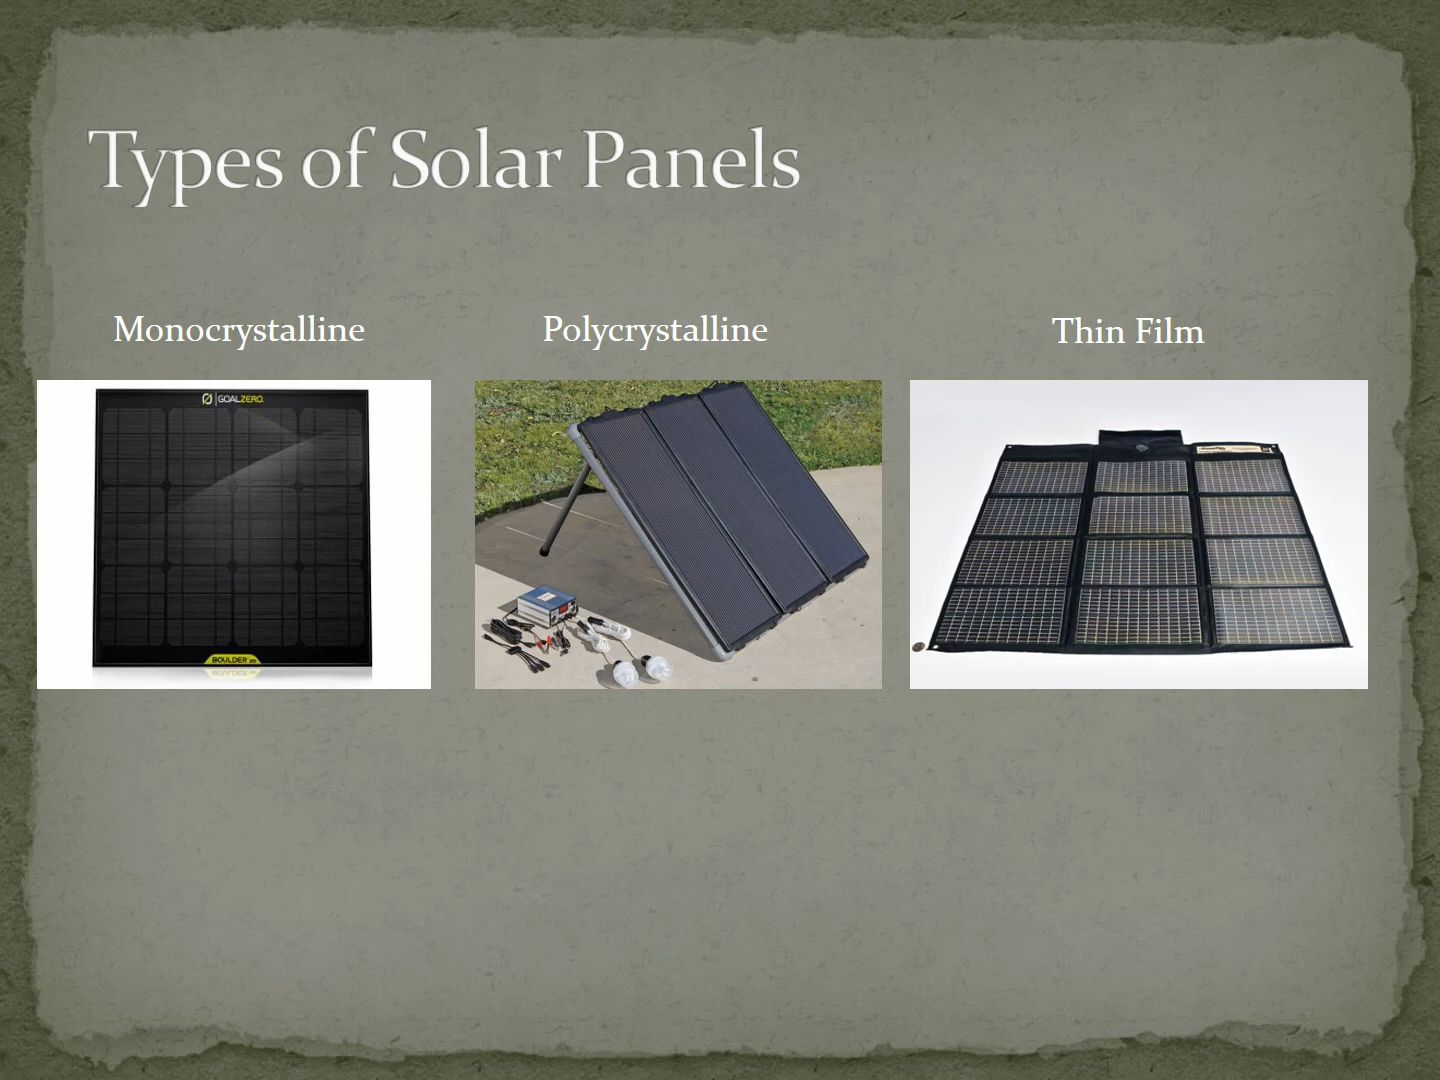 Types of Solar Panels
Monocrystalline
Polycrystalline
Thin Film
GOALZERO.
BOULDER